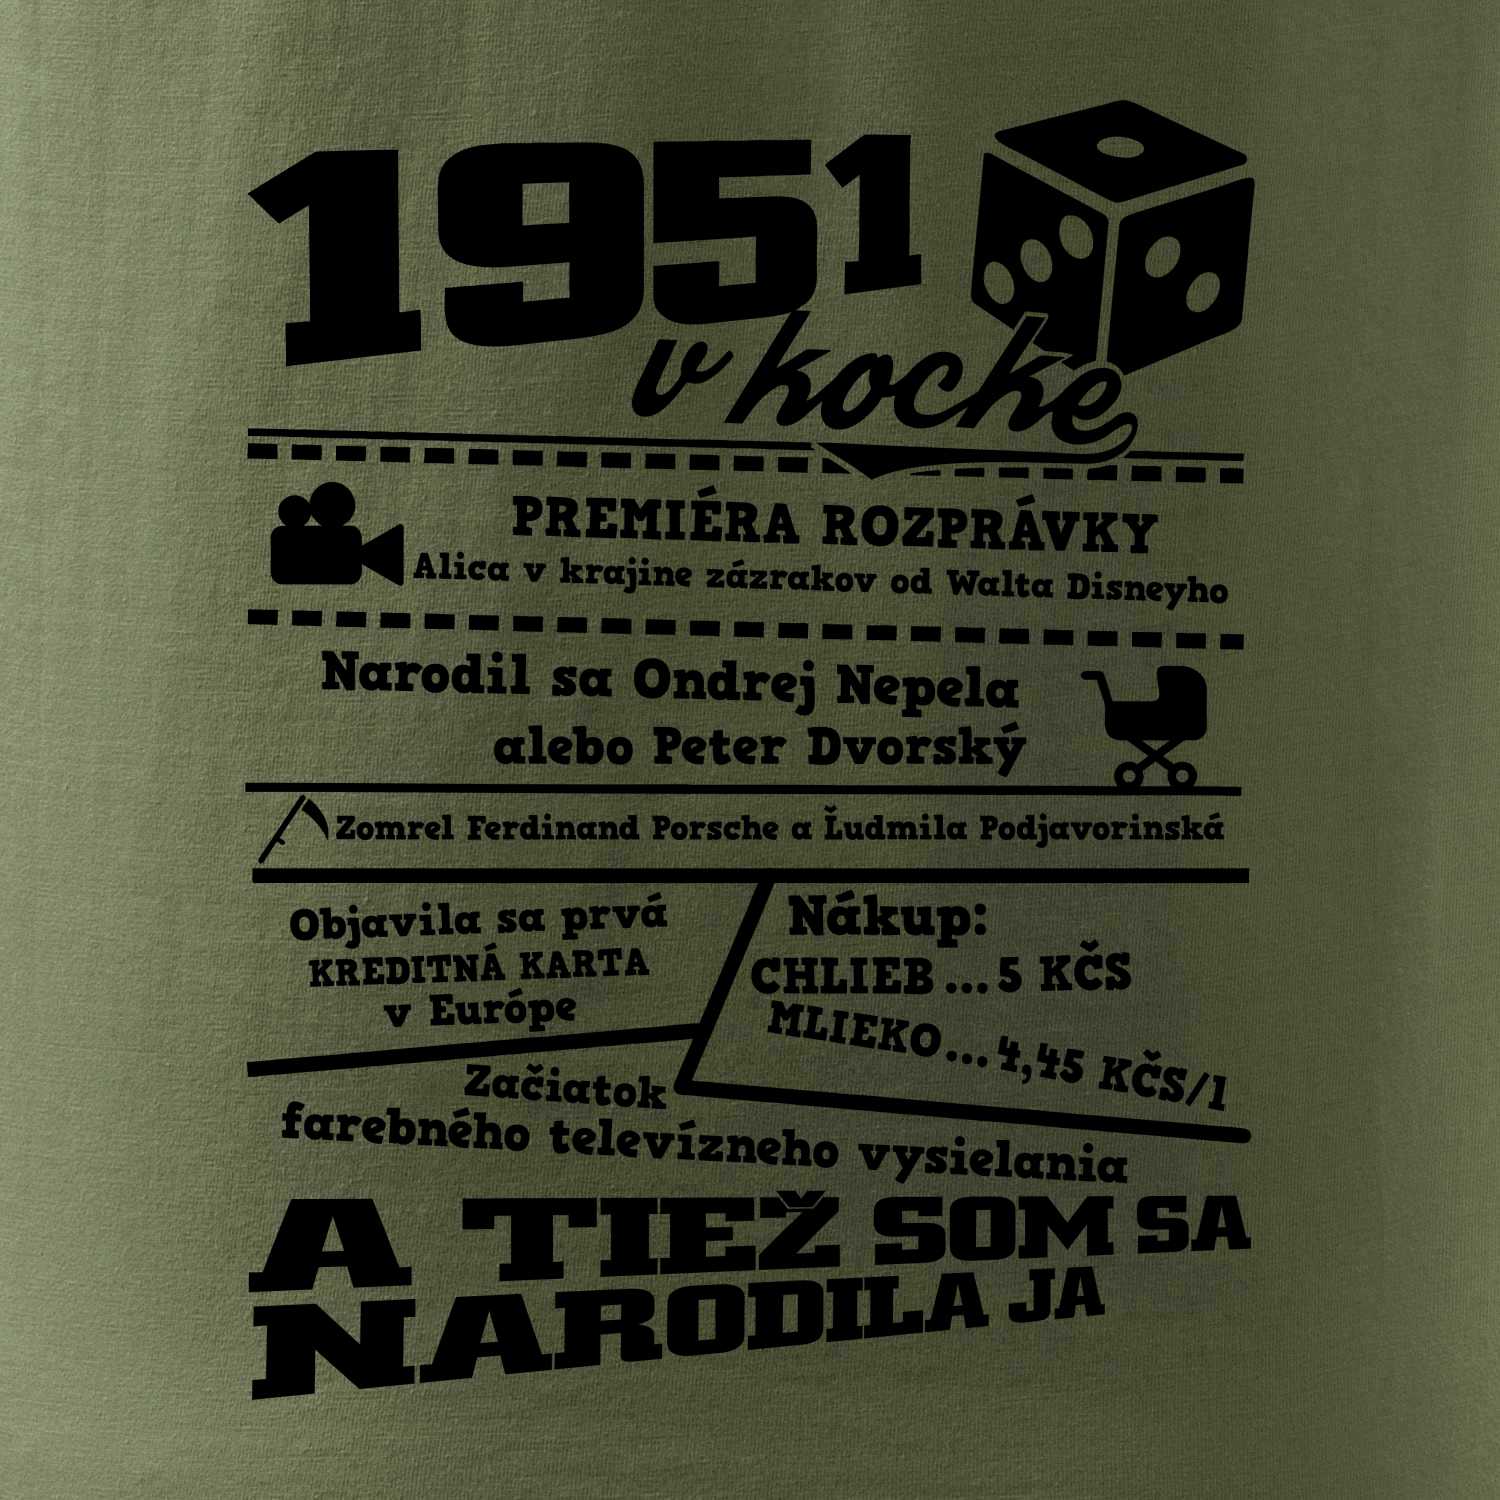 1951
v kocke
PREMIÉRA ROZPRÁVKY
Alica v krajine zázrakov od Walta Disneyho
Narodil sa Ondrej Nepela
alebo Peter Dvorský
Zomrel Ferdinand Porsche a Ľudmila Podjavorinská
Objavila sa prvá
KREDITNÁ KARTA
v Európe
Nákup:
CHLIEB...5 KČS
MLIEKO...4,45 KČS/l
Začiatok
farebného televízneho vysielania
A TIEŽ SOM SA
NARODILA JA